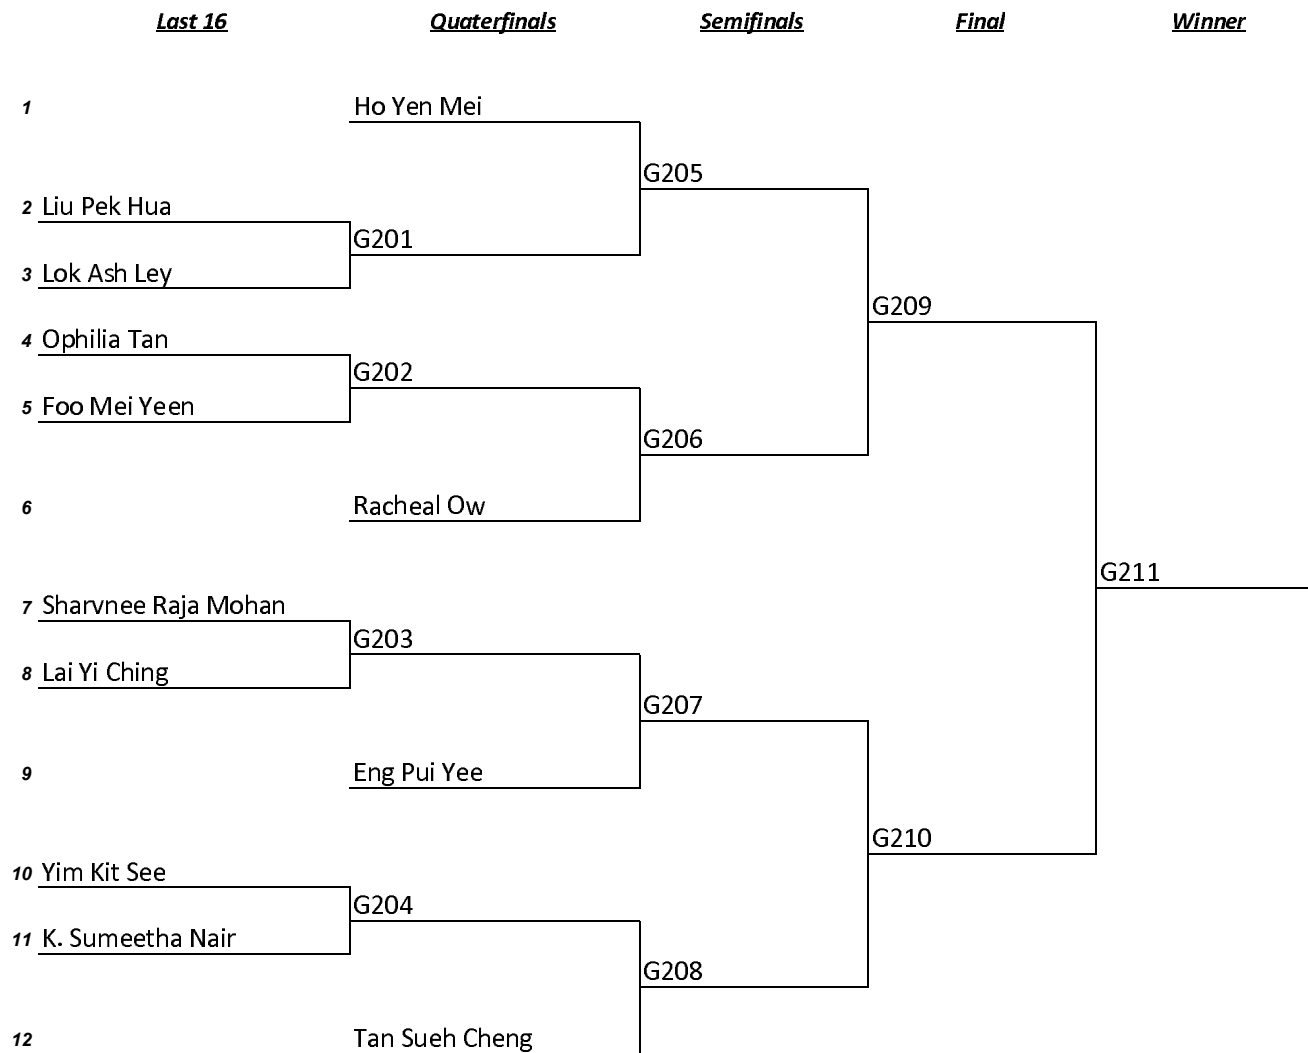 Last 16 Quaterfinals Semifinals Final Winner
1 Ho Yen Mei
G205
2 Liu Pek Hua
G201
3 Lok Ash Ley
G209
4 Ophilia Tan
G202
5 Foo Mei Yeen
G206
6 Racheal Ow
G211
7 Sharvnee Raja Mohan
G203
8 Lai Yi Ching
G207
9 Eng Pui Yee
G210
10 Yim Kit See
G204
11 K. Sumeetha Nair
G208
12 Tan Sueh Cheng